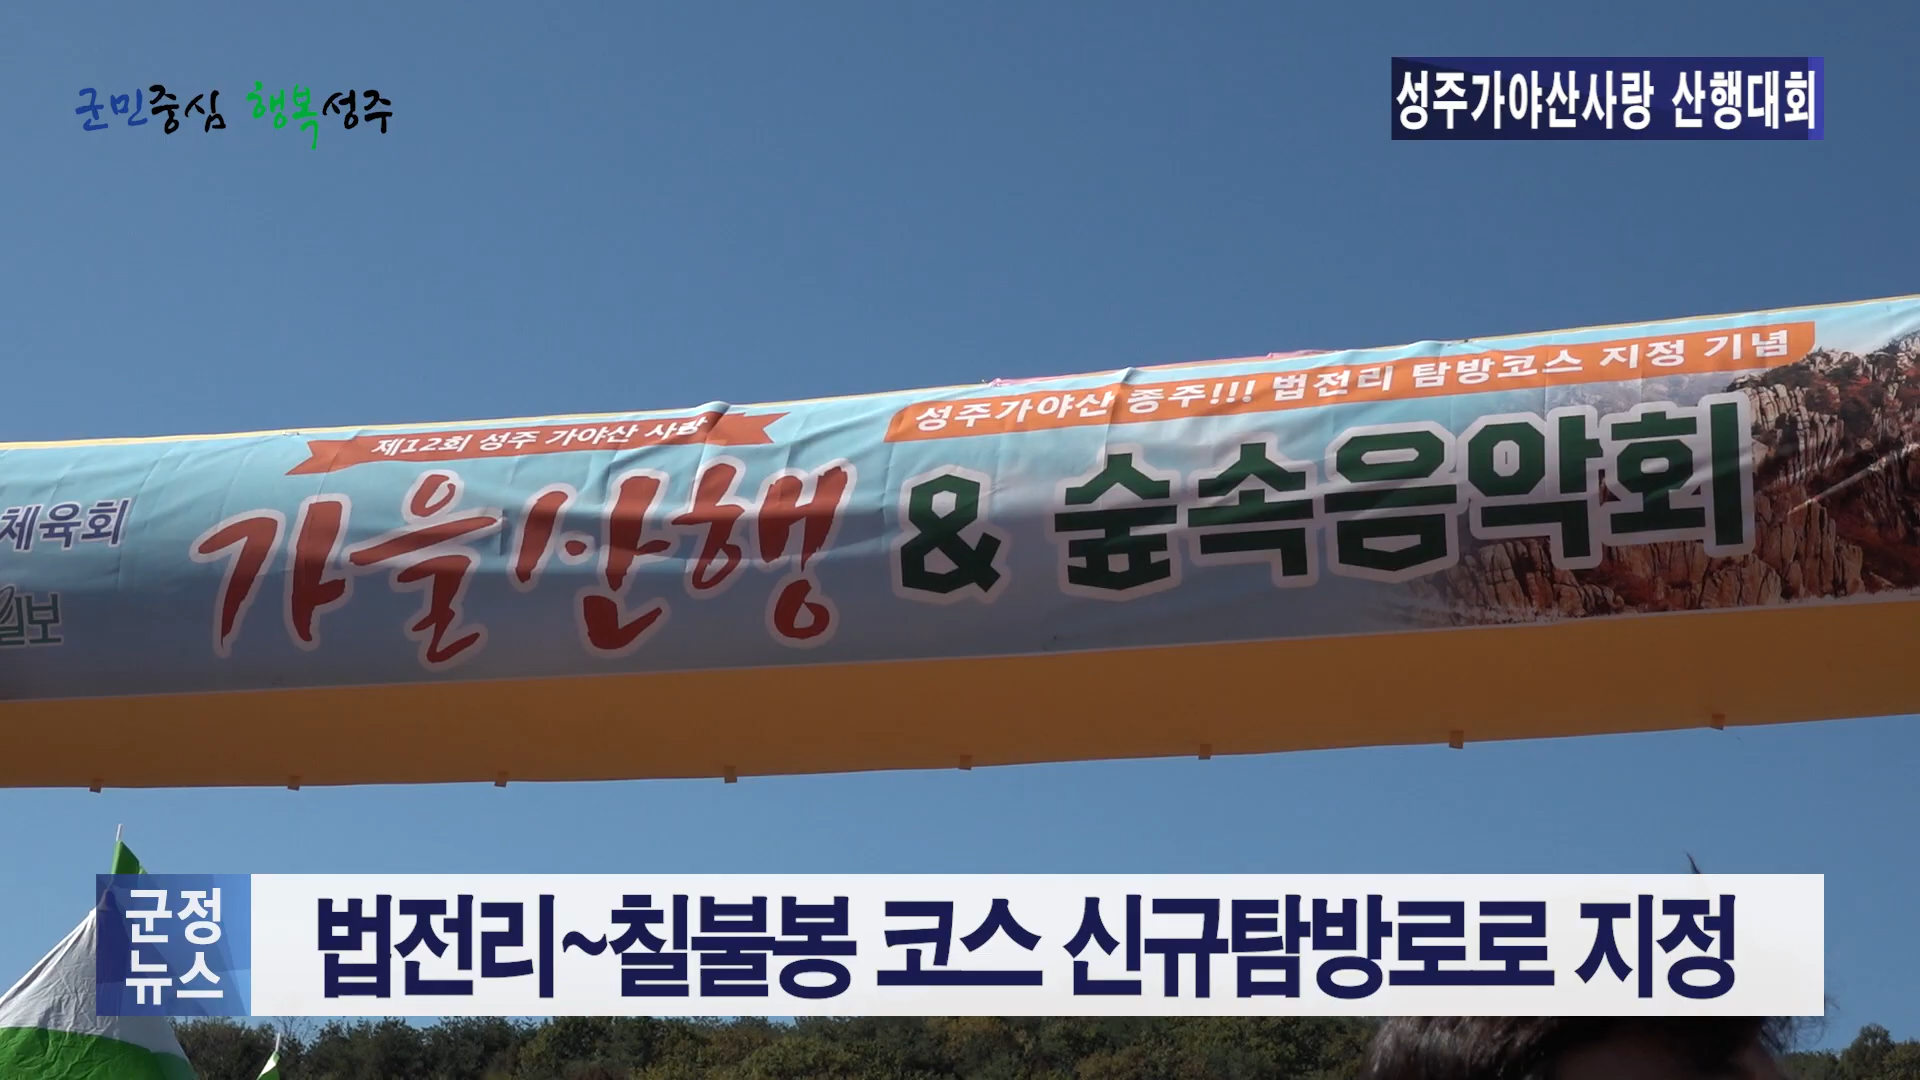 군민중심 행복성주
성주가야산사랑 산행대회
제12회 성주 가야산 사랑
성주가야산 종주!!! 법전리 탐방코스 지정 기념
체육회
일보
가을산행 & 숲속음악회
군정
뉴스
법전리~칠불봉 코스 신규탐방로로 지정